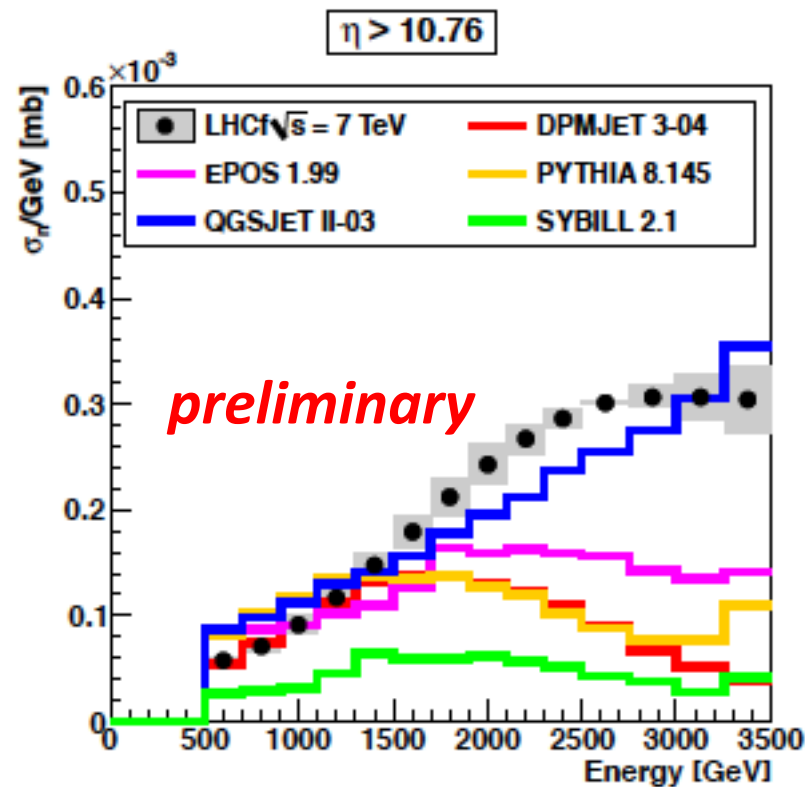 η > 10.76
×10⁻³
σₙ/GeV [mb]
LHCf √s = 7 TeV
DPMJET 3-04
EPOS 1.99
PYTHIA 8.145
QGSJET II-03
SYBILL 2.1
preliminary
0.6
0.5
0.4
0.3
0.2
0.1
0
0 500 1000 1500 2000 2500 3000 3500
Energy [GeV]